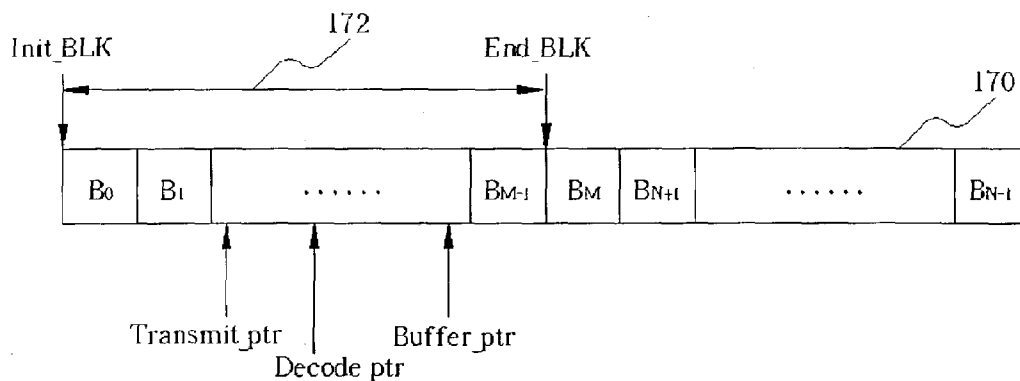 172
Init_BLK
End_BLK
170
B0 B1 ...... BM-1 BM BN+1 ...... BN-1
Transmit_ptr
Buffer_ptr
Decode ptr